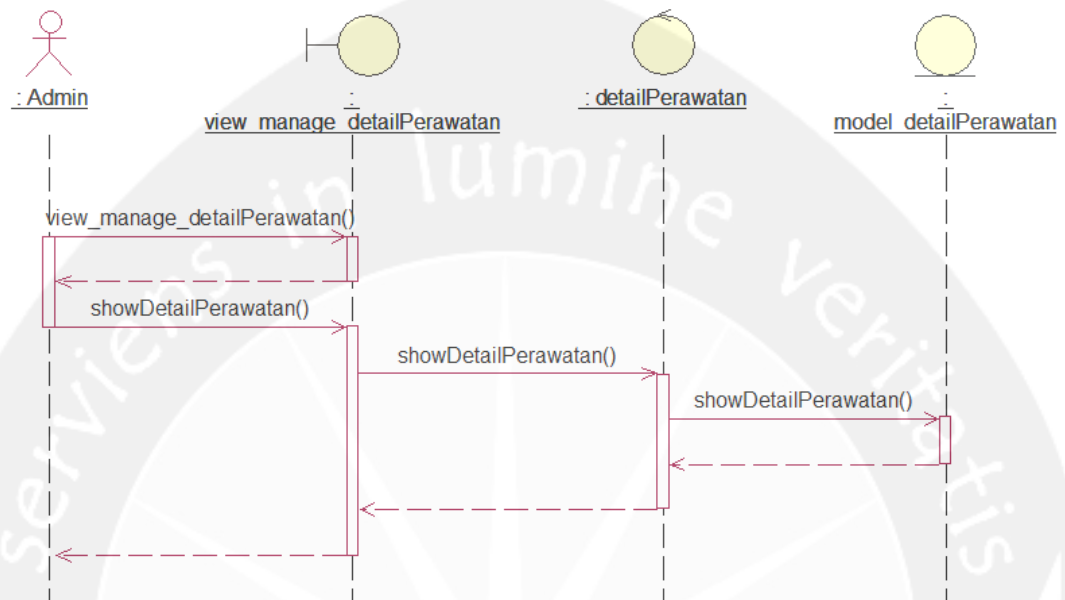 : Admin
:
view_manage_detailPerawatan
: detailPerawatan
:
model_detailPerawatan
view_manage_detailPerawatan()
showDetailPerawatan()
showDetailPerawatan()
showDetailPerawatan()
serviens in lumine veritatis